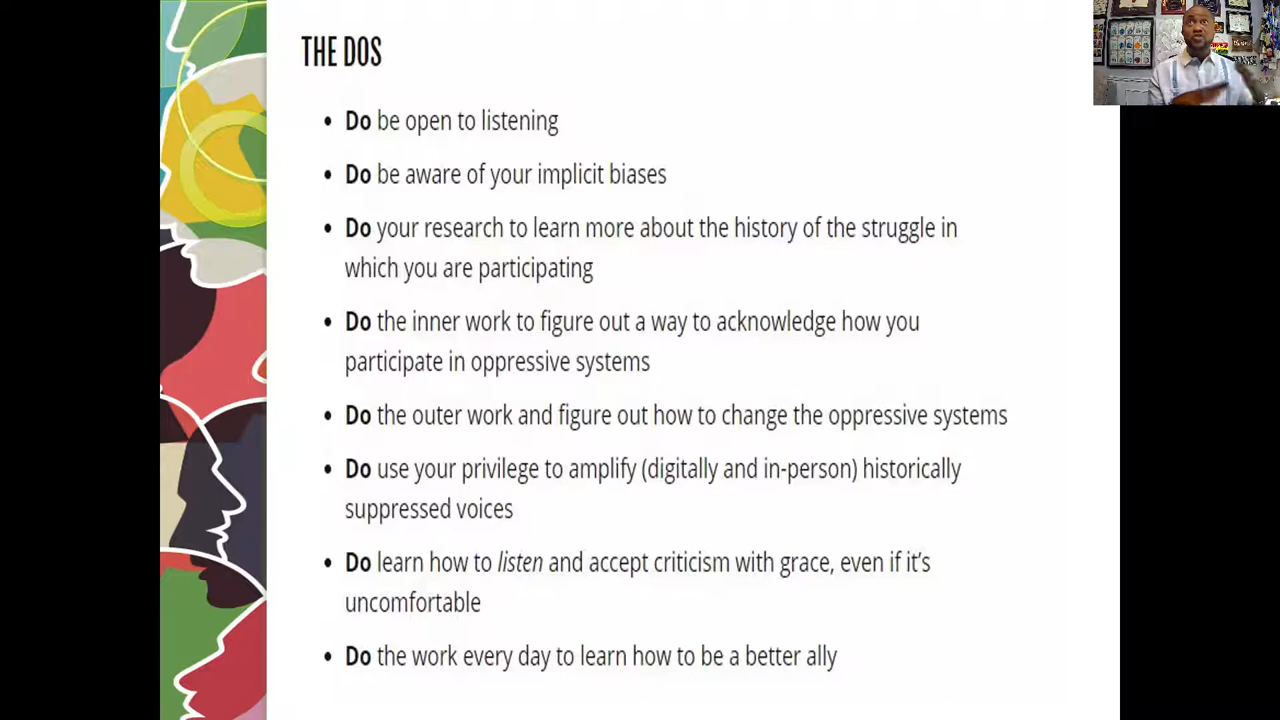 THE DOS
• Do be open to listening
• Do be aware of your implicit biases
• Do your research to learn more about the history of the struggle in
which you are participating
• Do the inner work to figure out a way to acknowledge how you
participate in oppressive systems
• Do the outer work and figure out how to change the oppressive systems
• Do use your privilege to amplify (digitally and in-person) historically
suppressed voices
• Do learn how to listen and accept criticism with grace, even if it’s
uncomfortable
• Do the work every day to learn how to be a better ally